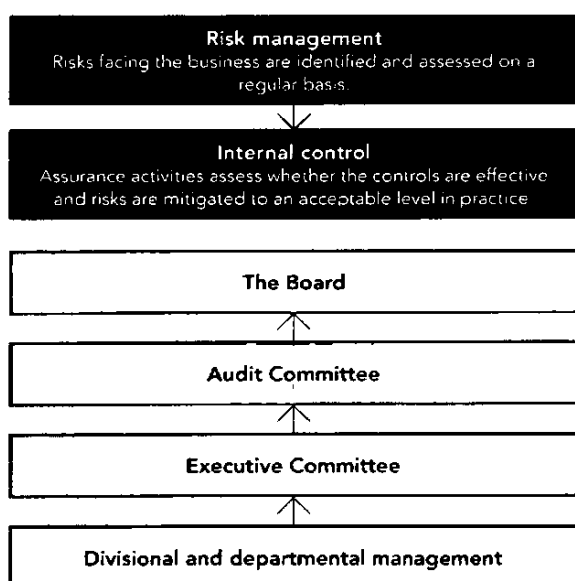 Risk management
Risks facing the business are identified and assessed on a
regular basis.
Internal control
Assurance activities assess whether the controls are effective
and risks are mitigated to an acceptable level in practice
The Board
Audit Committee
Executive Committee
Divisional and departmental management